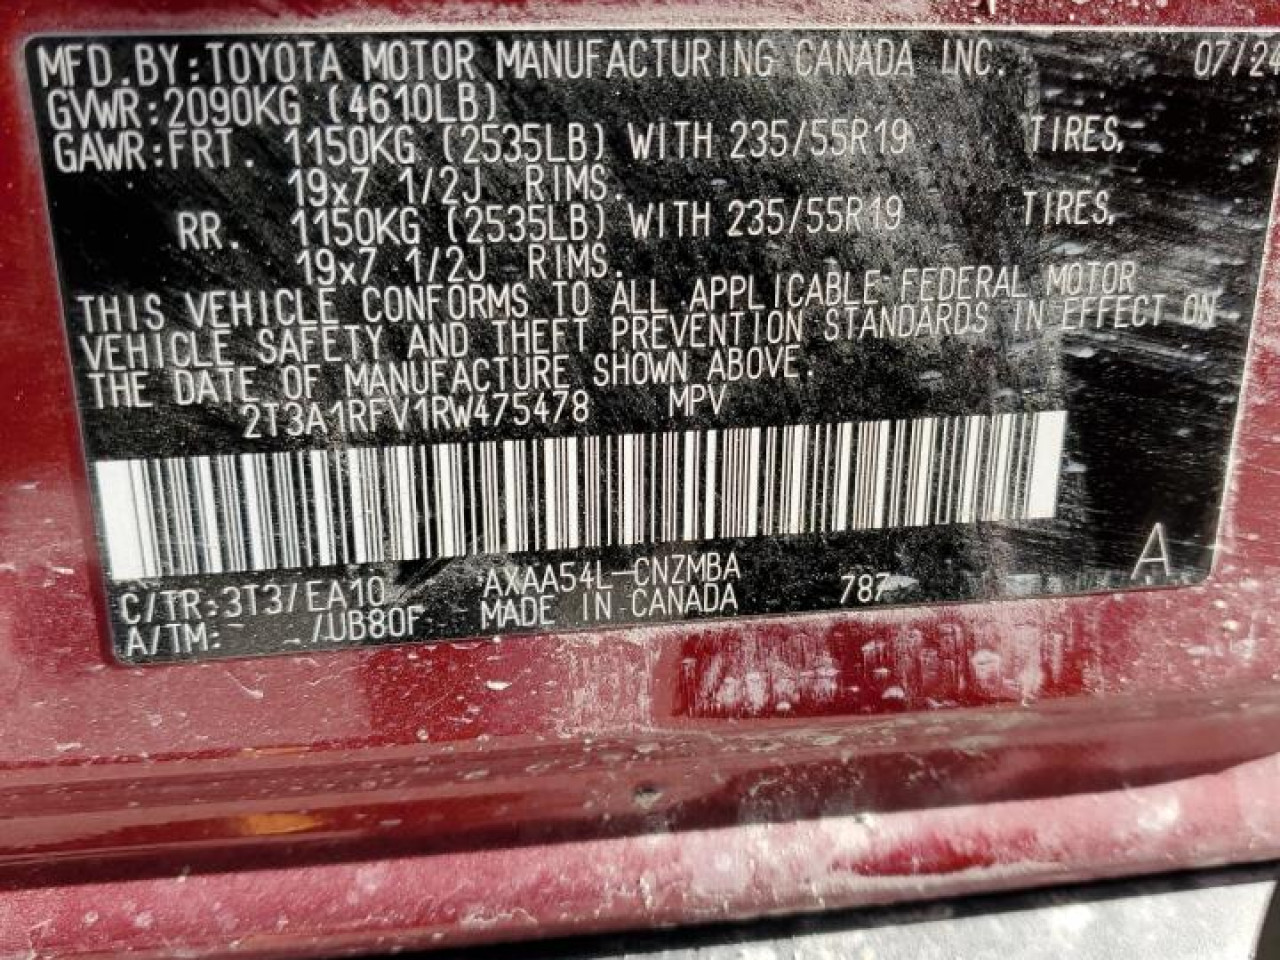 MFD.BY:TOYOTA MOTOR MANUFACTURING CANADA INC. 07/24
GVWR:2090KG (4610LB)
GAWR:FRT. 1150KG (2535LB) WITH 235/55R19 TIRES,
19x7 1/2J RIMS.
RR. 1150KG (2535LB) WITH 235/55R19 TIRES,
19x7 1/2J RIMS.
THIS VEHICLE CONFORMS TO ALL APPLICABLE FEDERAL MOTOR
VEHICLE SAFETY AND THEFT PREVENTION STANDARDS IN EFFECT ON
THE DATE OF MANUFACTURE SHOWN ABOVE.
2T3A1RFV1RW475478 MPV
C/TR:3T3/EA10 AXAA54L-CNZMBA
A/TM: /UB80F MADE IN CANADA 787 A